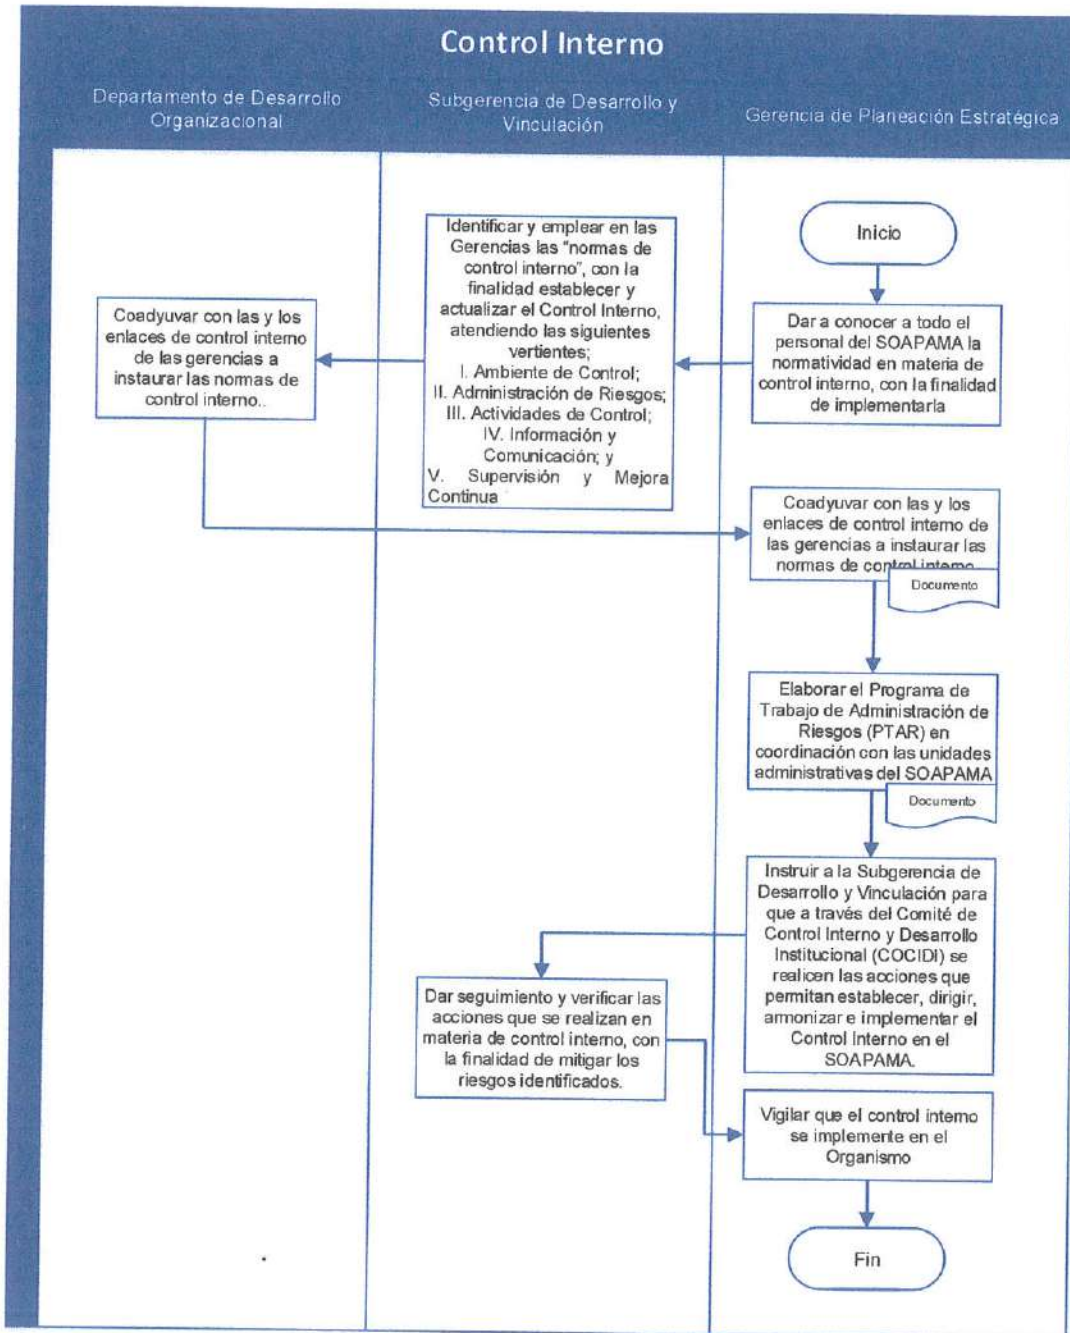 Control Interno
Departamento de Desarrollo
Organizacional
Subgerencia de Desarrollo y
Vinculación
Gerencia de Planeación Estratégica
Inicio
Dar a conocer a todo el
personal del SOAPAMA la
normatividad en materia de
control interno, con la finalidad
de implementarla
Identificar y emplear en las
Gerencias las "normas de
control interno", con la
finalidad establecer y
actualizar el Control Interno,
atendiendo las siguientes
vertientes;
I. Ambiente de Control;
II. Administración de Riesgos;
III. Actividades de Control;
IV. Información y
Comunicación; y
V. Supervisión y Mejora
Continua
Coadyuvar con las y los
enlaces de control interno
de las gerencias a
instaurar las normas de
control interno..
Coadyuvar con las y los
enlaces de control interno de
las gerencias a instaurar las
normas de control interno
Documento
Elaborar el Programa de
Trabajo de Administración de
Riesgos (PTAR) en
coordinación con las unidades
administrativas del SOAPAMA
Documento
Instruir a la Subgerencia de
Desarrollo y Vinculación para
que a través del Comité de
Control Interno y Desarrollo
Institucional (COCIDI) se
realicen las acciones que
permitan establecer, dirigir,
armonizar e implementar el
Control Interno en el
SOAPAMA.
Dar seguimiento y verificar las
acciones que se realizan en
materia de control interno, con
la finalidad de mitigar los
riesgos identificados.
Vigilar que el control interno
se implemente en el
Organismo
Fin